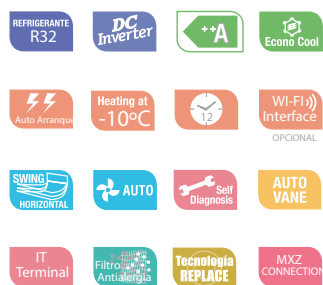 REFRIGERANTE
R32
DC
Inverter
++A
Econo Cool
Auto Arranque
Heating at
-10ºC
12
WI-FI
Interface
OPCIONAL
SWING
HORIZONTAL
AUTO
Self
Diagnosis
AUTO
VANE
IT
Terminal
Filtro
Antialergia
Tecnología
REPLACE
MXZ
CONNECTION